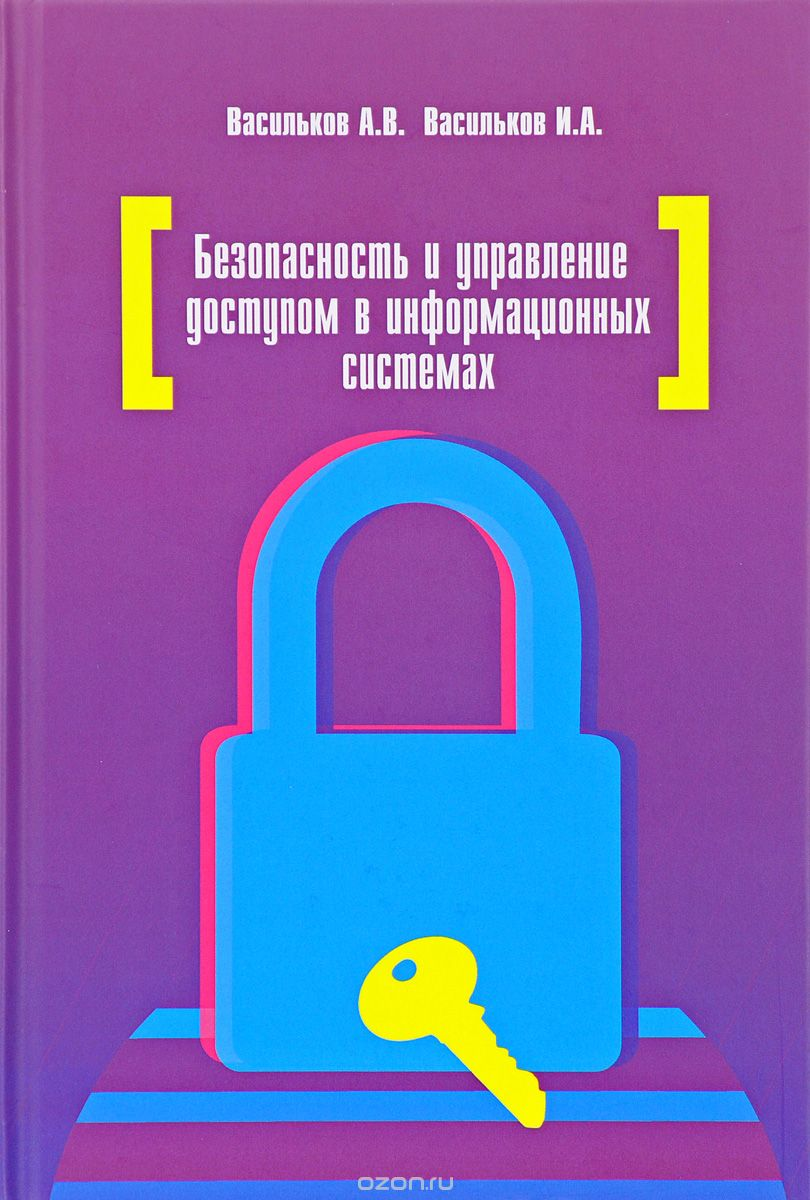 Васильков А.В. Васильков И.А.
Безопасность и управление
доступом в информационных
системах
ozon.ru